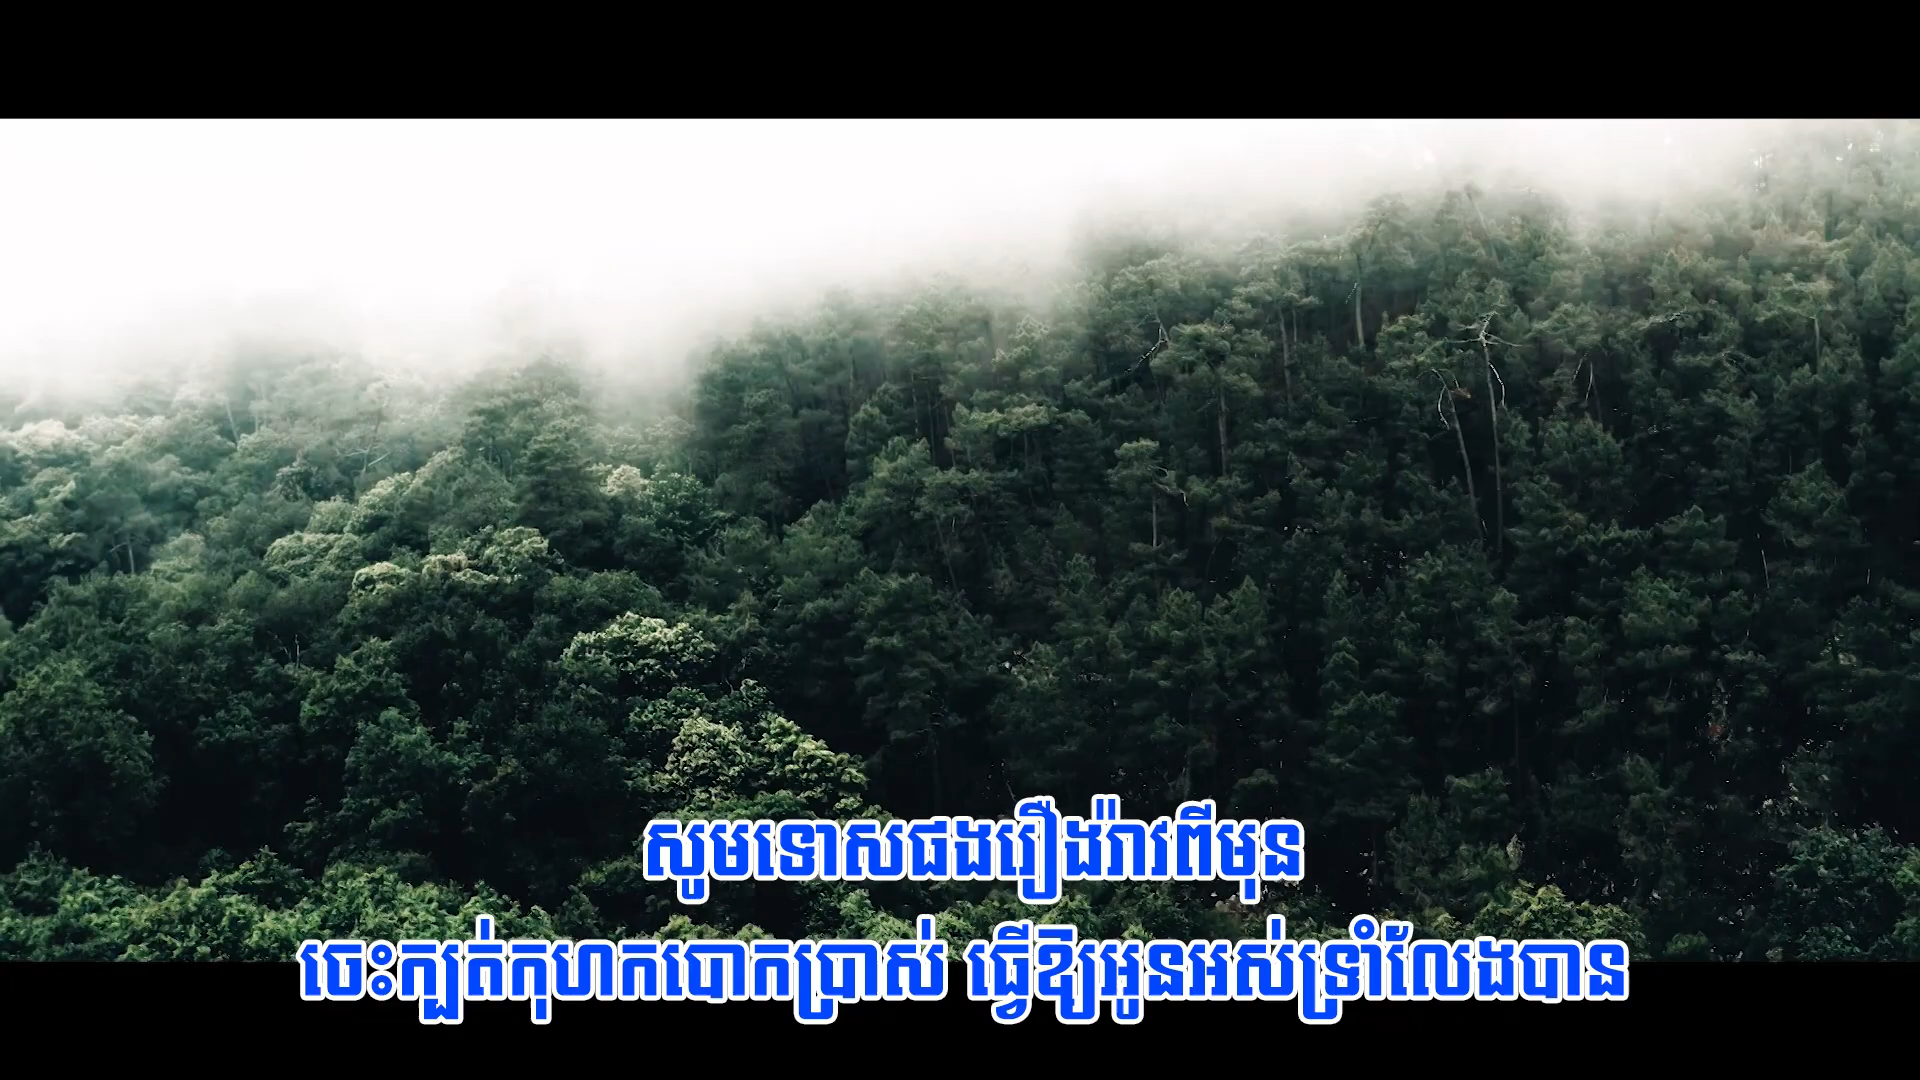 សូមទោសផងរឿងរ៉ាវពីមុន
ចេះក្បត់កុហកបោកប្រាស់ ធ្វើឱ្យអូនអស់ទ្រាំលែងបាន